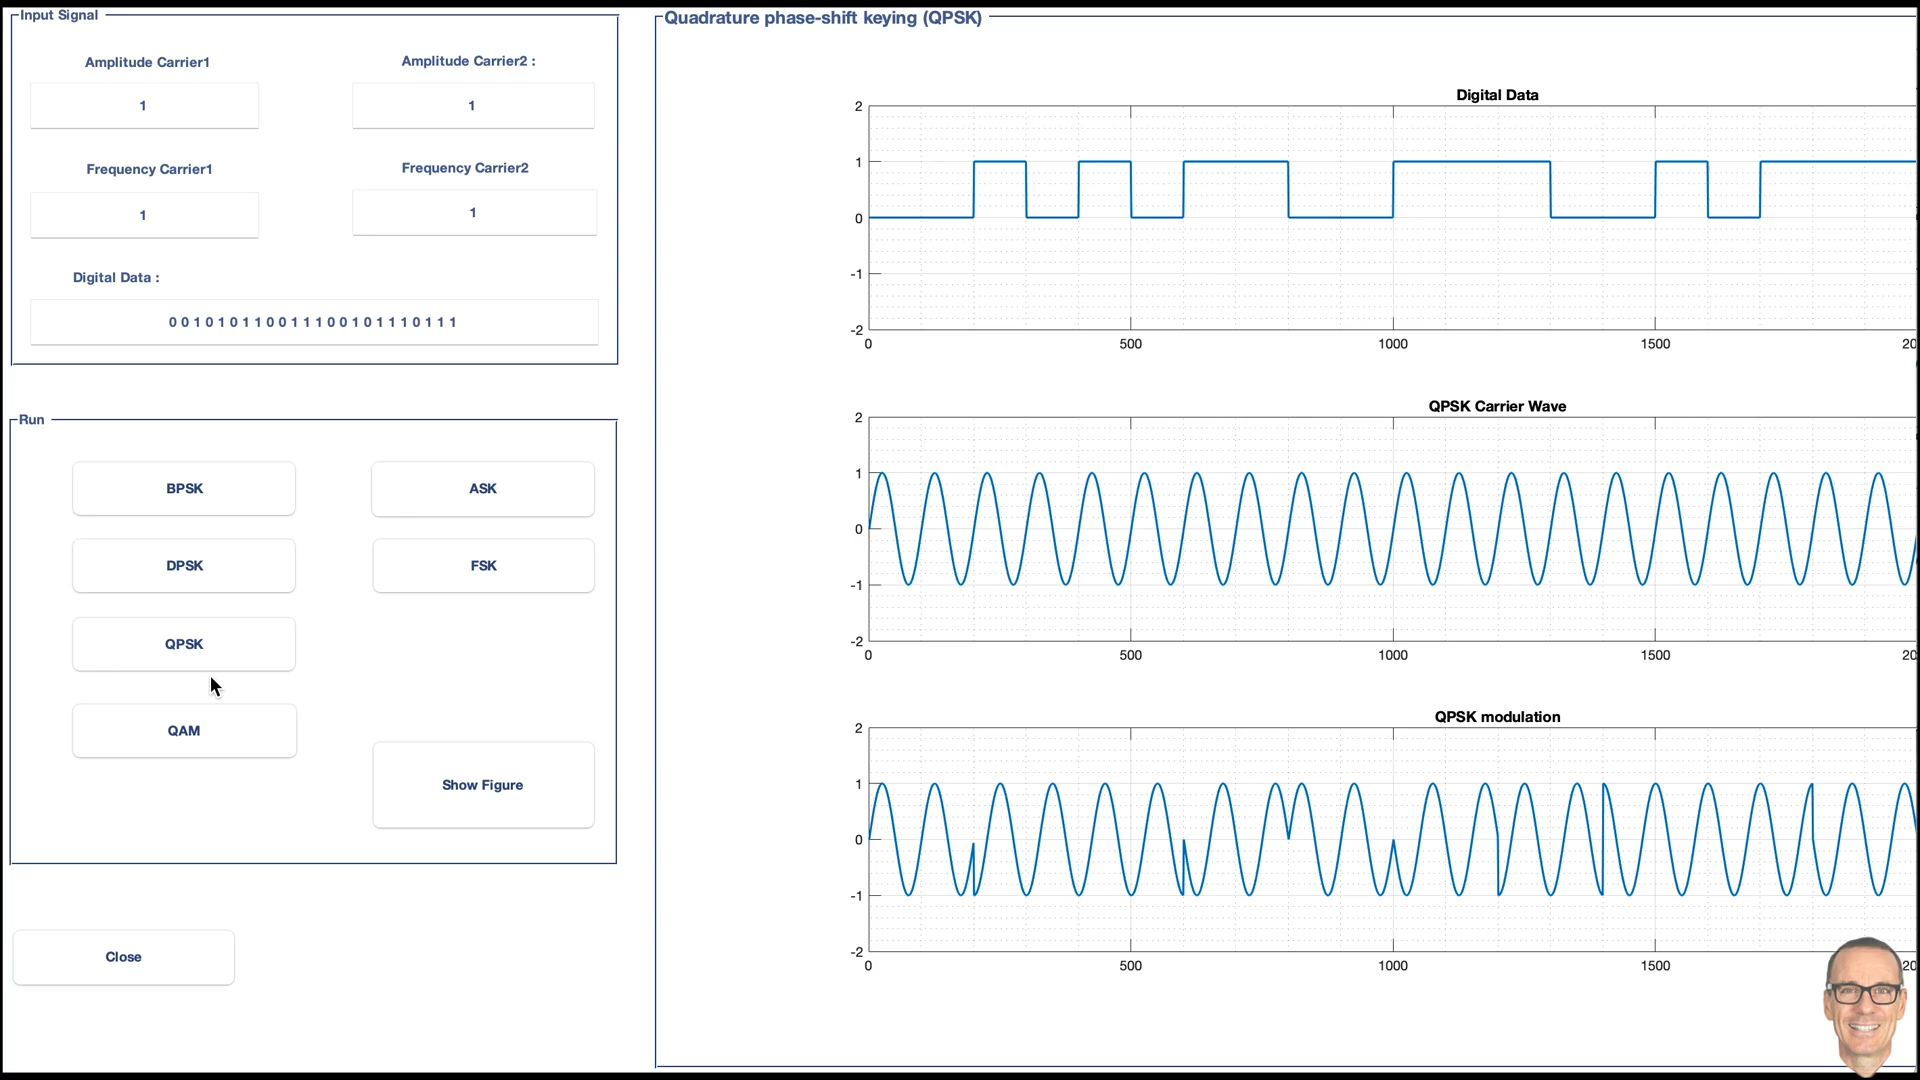 Input Signal
Amplitude Carrier1
Amplitude Carrier2 :
1
1
Frequency Carrier1
Frequency Carrier2
1
1
Digital Data :
0 0 1 0 1 0 1 1 0 0 1 1 1 0 0 1 0 1 1 1 0 1 1 1
Run
BPSK
ASK
DPSK
FSK
QPSK
QAM
Show Figure
Close
Quadrature phase-shift keying (QPSK)
Digital Data
2
1
0
-1
-2
0 500 1000 1500 20
QPSK Carrier Wave
2
1
0
-1
-2
0 500 1000 1500 20
QPSK modulation
2
1
0
-1
-2
0 500 1000 1500 20